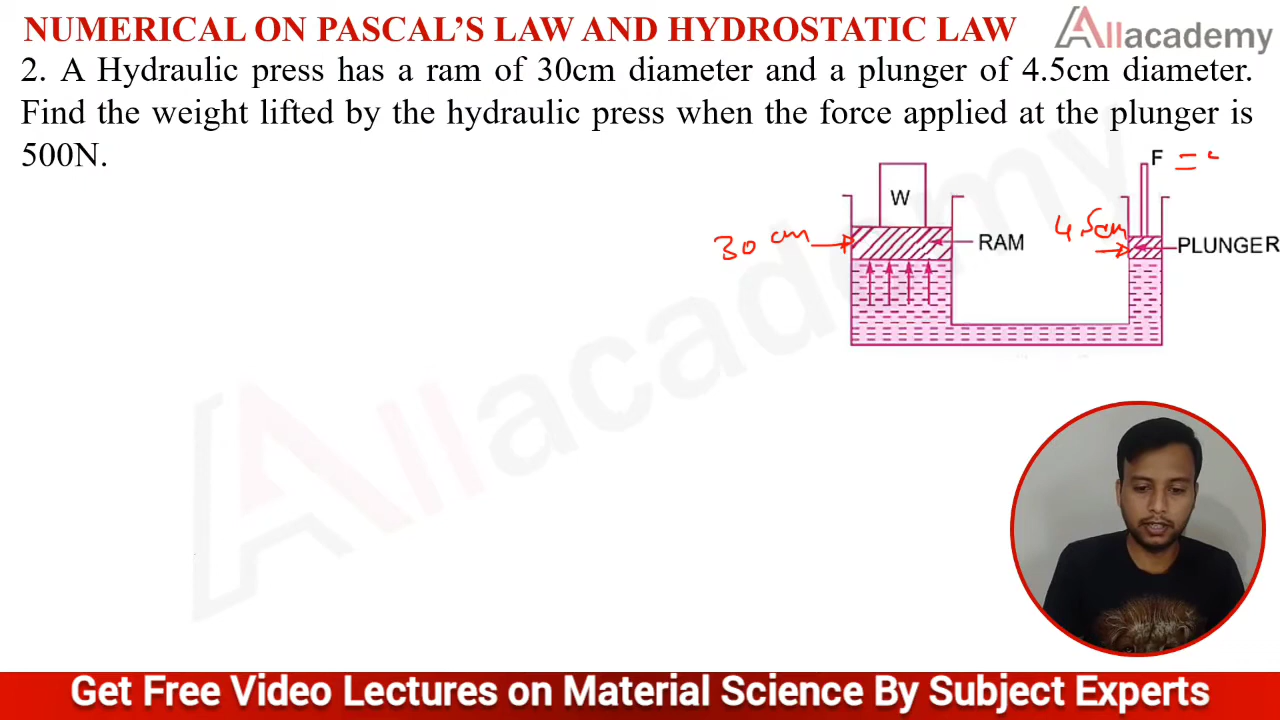 NUMERICAL ON PASCAL'S LAW AND HYDROSTATIC LAW
Allacademy
2. A Hydraulic press has a ram of 30cm diameter and a plunger of 4.5cm diameter.
Find the weight lifted by the hydraulic press when the force applied at the plunger is
500N.
F =
W
30 cm
RAM
4.5cm
PLUNGER
Allacademy
Get Free Video Lectures on Material Science By Subject Experts